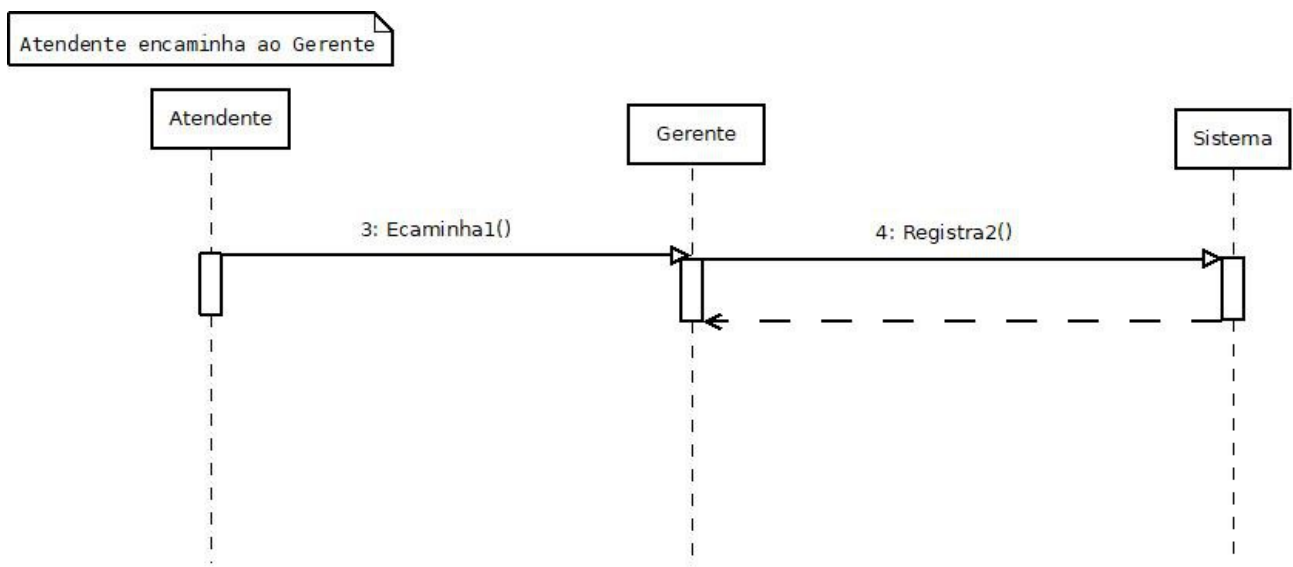 Atendente encaminha ao Gerente
Atendente
Gerente
Sistema
3: Ecaminha1()
4: Registra2()